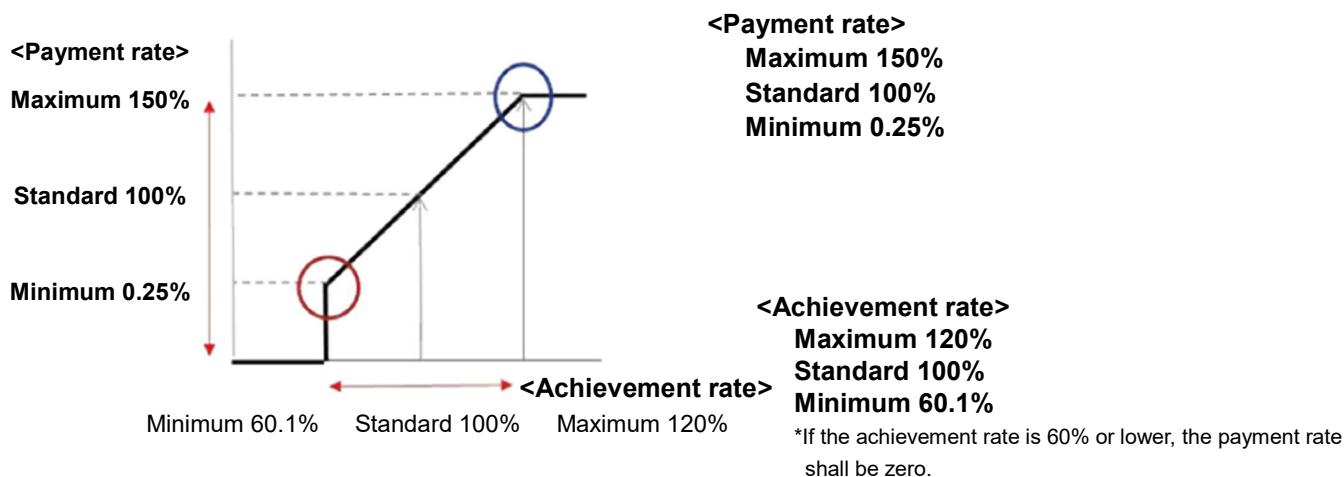 <Payment rate>
Maximum 150%
Standard 100%
Minimum 0.25%
<Achievement rate>
Minimum 60.1% Standard 100% Maximum 120%
<Payment rate>
Maximum 150%
Standard 100%
Minimum 0.25%
<Achievement rate>
Maximum 120%
Standard 100%
Minimum 60.1%
*If the achievement rate is 60% or lower, the payment rate
shall be zero.